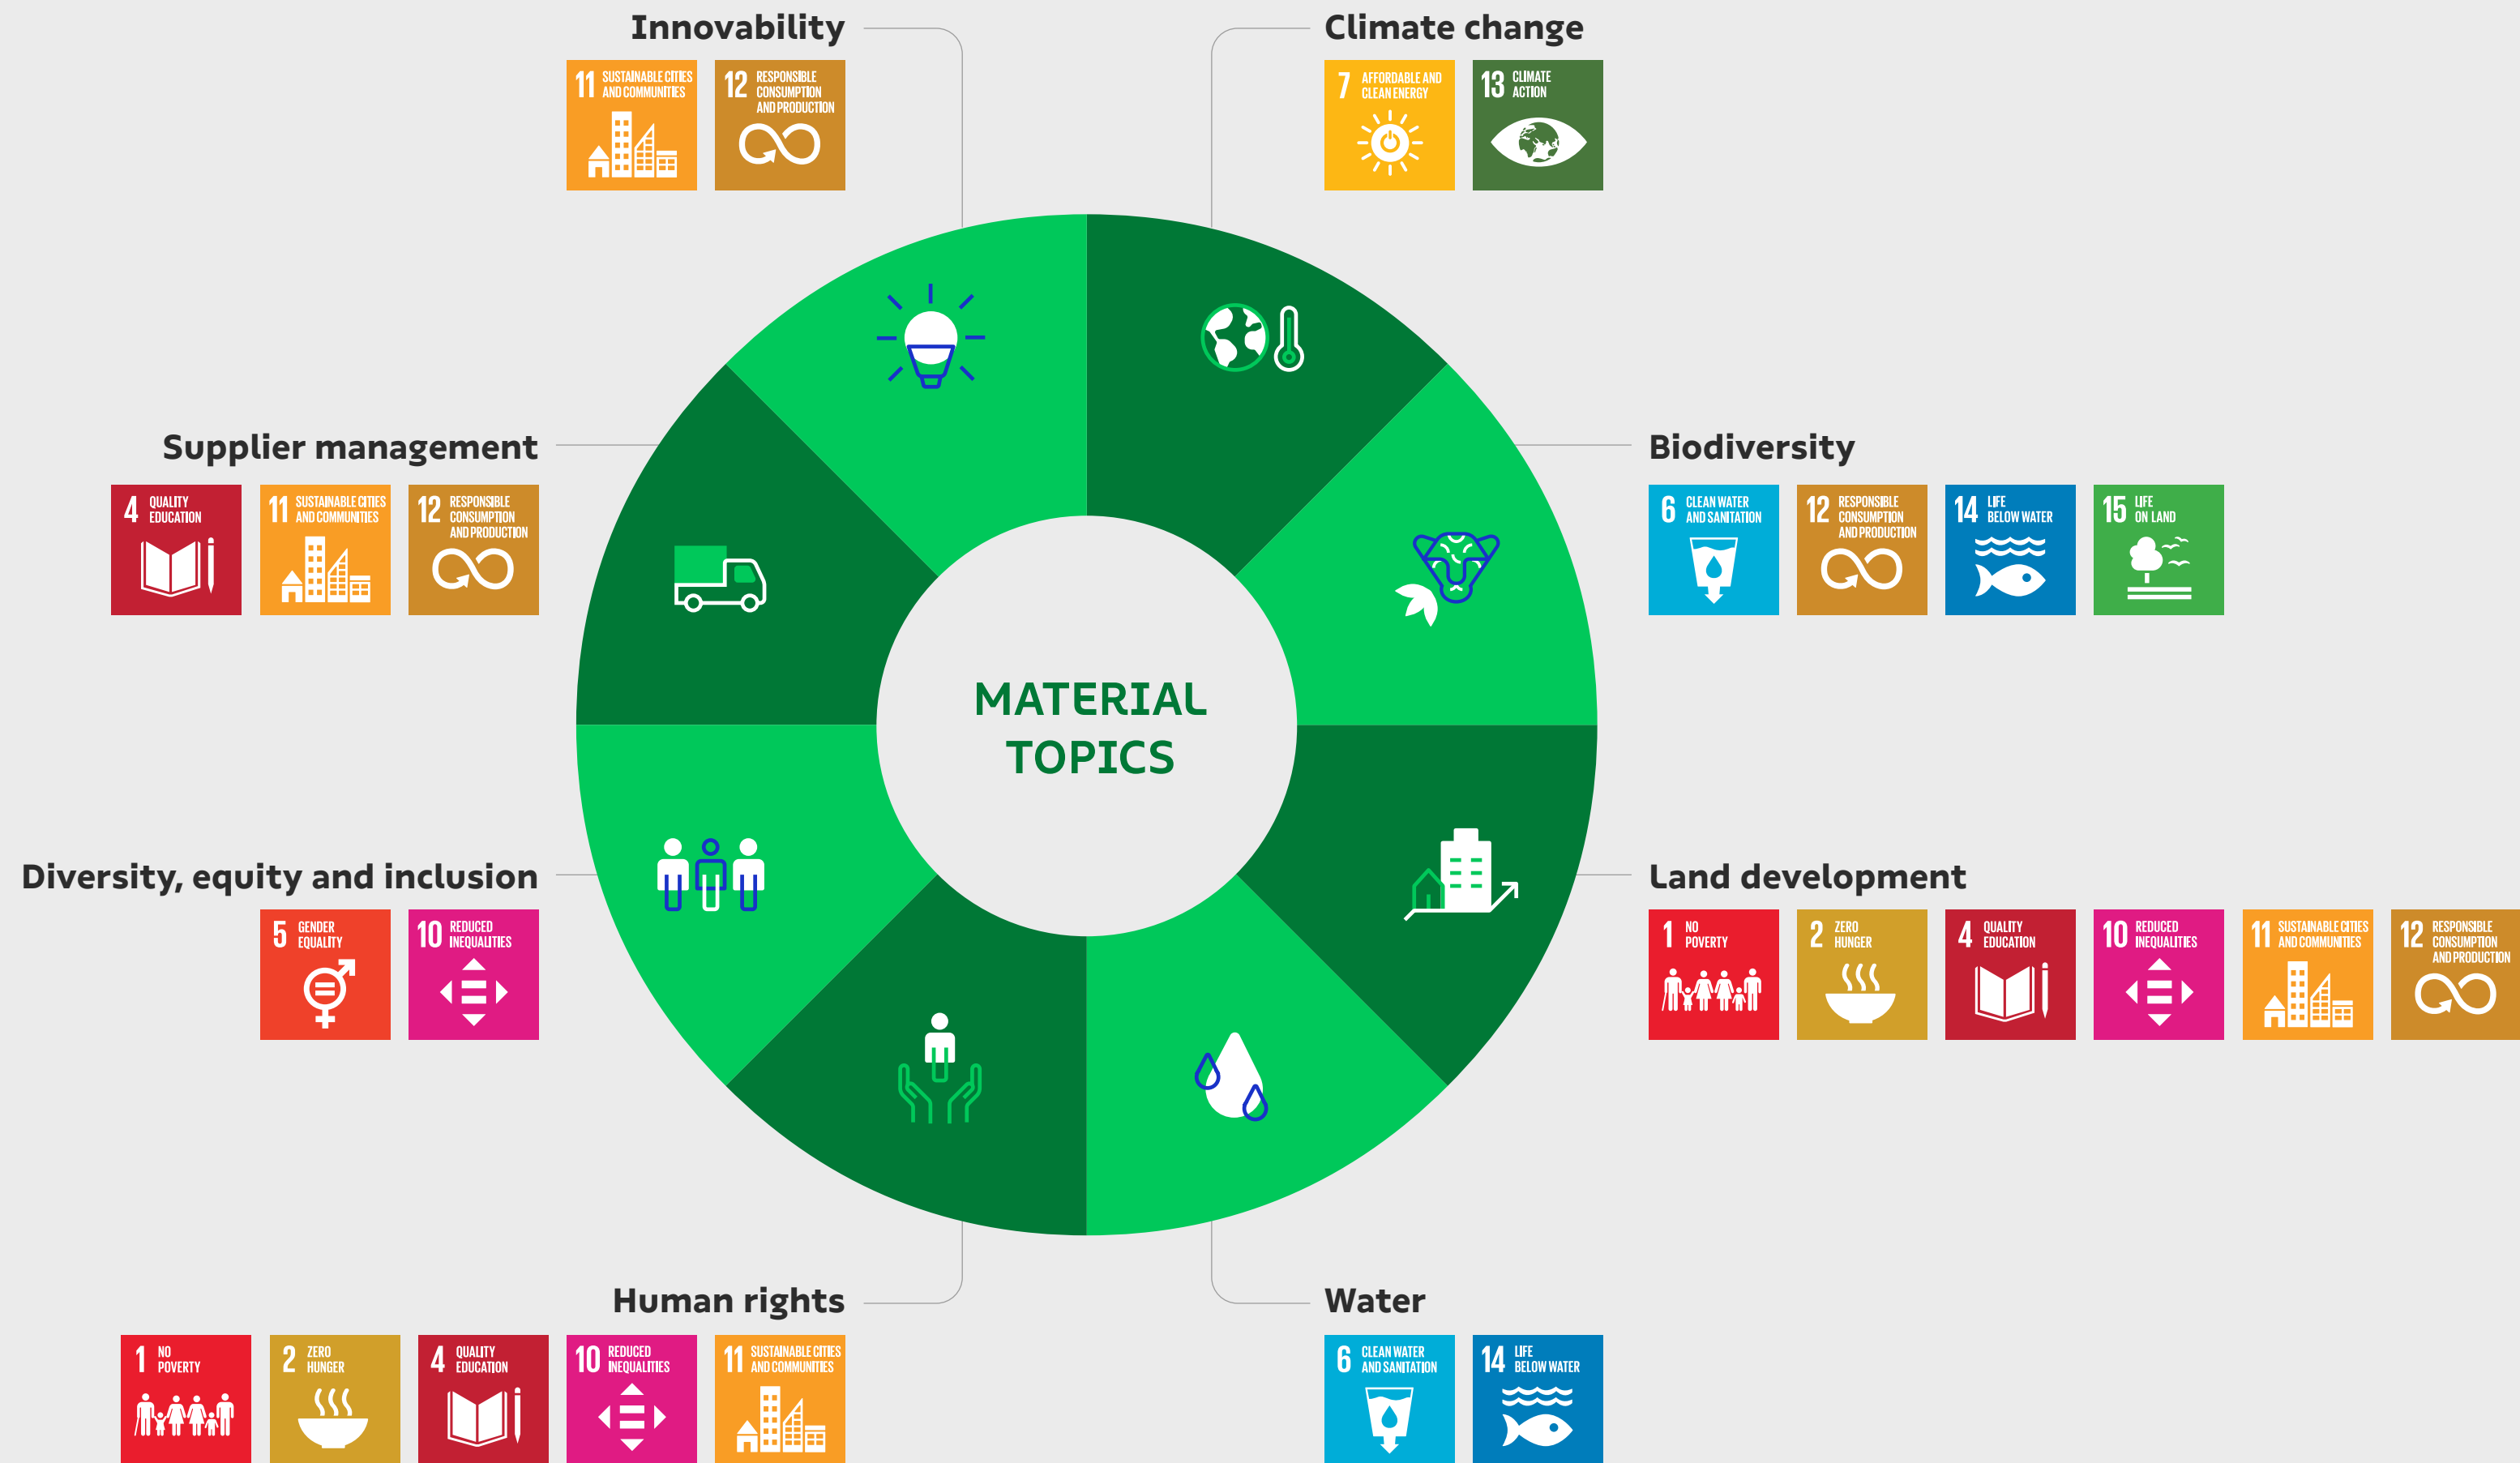 Innovability
11 SUSTAINABLE CITIES
AND COMMUNITIES
12 RESPONSIBLE
CONSUMPTION
AND PRODUCTION
Climate change
7 AFFORDABLE AND
CLEAN ENERGY
13 CLIMATE
ACTION
Supplier management
4 QUALITY
EDUCATION
11 SUSTAINABLE CITIES
AND COMMUNITIES
12 RESPONSIBLE
CONSUMPTION
AND PRODUCTION
Biodiversity
6 CLEAN WATER
AND SANITATION
12 RESPONSIBLE
CONSUMPTION
AND PRODUCTION
14 LIFE
BELOW WATER
15 LIFE
ON LAND
MATERIAL
TOPICS
Diversity, equity and inclusion
5 GENDER
EQUALITY
10 REDUCED
INEQUALITIES
Land development
1 NO
POVERTY
2 ZERO
HUNGER
4 QUALITY
EDUCATION
10 REDUCED
INEQUALITIES
11 SUSTAINABLE CITIES
AND COMMUNITIES
12 RESPONSIBLE
CONSUMPTION
AND PRODUCTION
Human rights
1 NO
POVERTY
2 ZERO
HUNGER
4 QUALITY
EDUCATION
10 REDUCED
INEQUALITIES
11 SUSTAINABLE CITIES
AND COMMUNITIES
Water
6 CLEAN WATER
AND SANITATION
14 LIFE
BELOW WATER